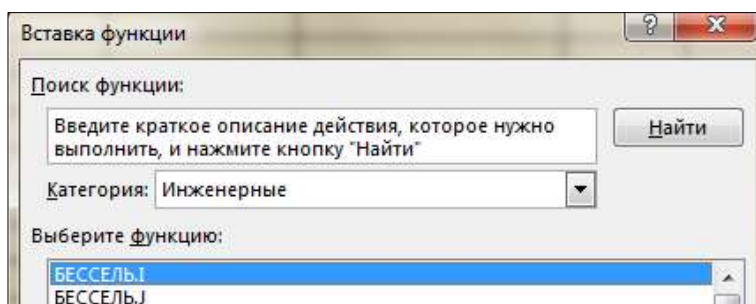 Вставка функции
Поиск функции:
Введите краткое описание действия, которое нужно
выполнить, и нажмите кнопку "Найти"
Найти
Категория: Инженерные
Выберите функцию:
БЕССЕЛЬ.I
БЕССЕЛЬ.J